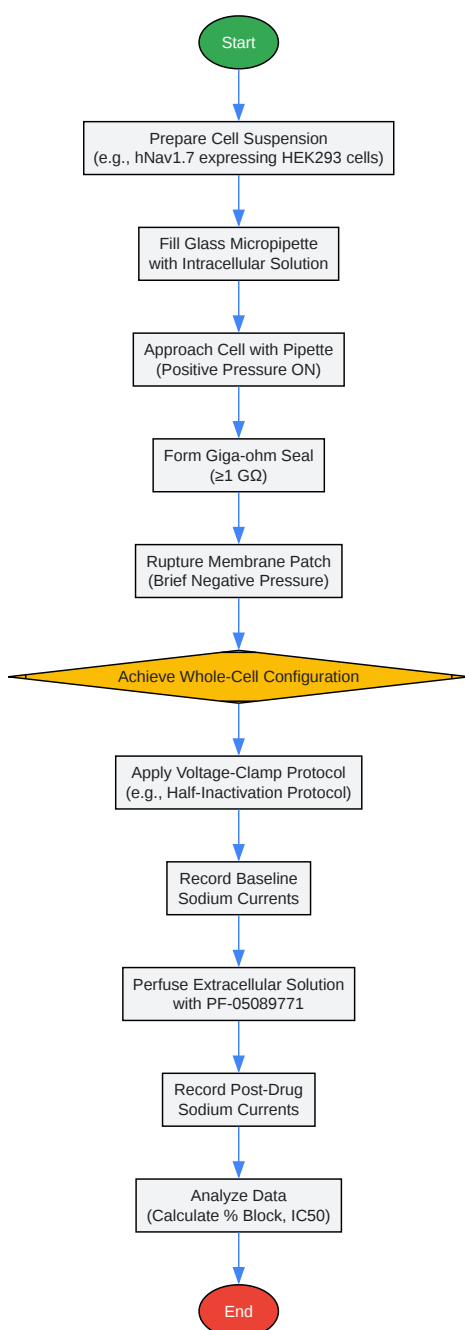 Start
Prepare Cell Suspension
(e.g., hNav1.7 expressing HEK293 cells)
Fill Glass Micropipette
with Intracellular Solution
Approach Cell with Pipette
(Positive Pressure ON)
Form Giga-ohm Seal
(≥1 GΩ)
Rupture Membrane Patch
(Brief Negative Pressure)
Achieve Whole-Cell Configuration
Apply Voltage-Clamp Protocol
(e.g., Half-Inactivation Protocol)
Record Baseline
Sodium Currents
Perfuse Extracellular Solution
with PF-05089771
Record Post-Drug
Sodium Currents
Analyze Data
(Calculate % Block, IC50)
End